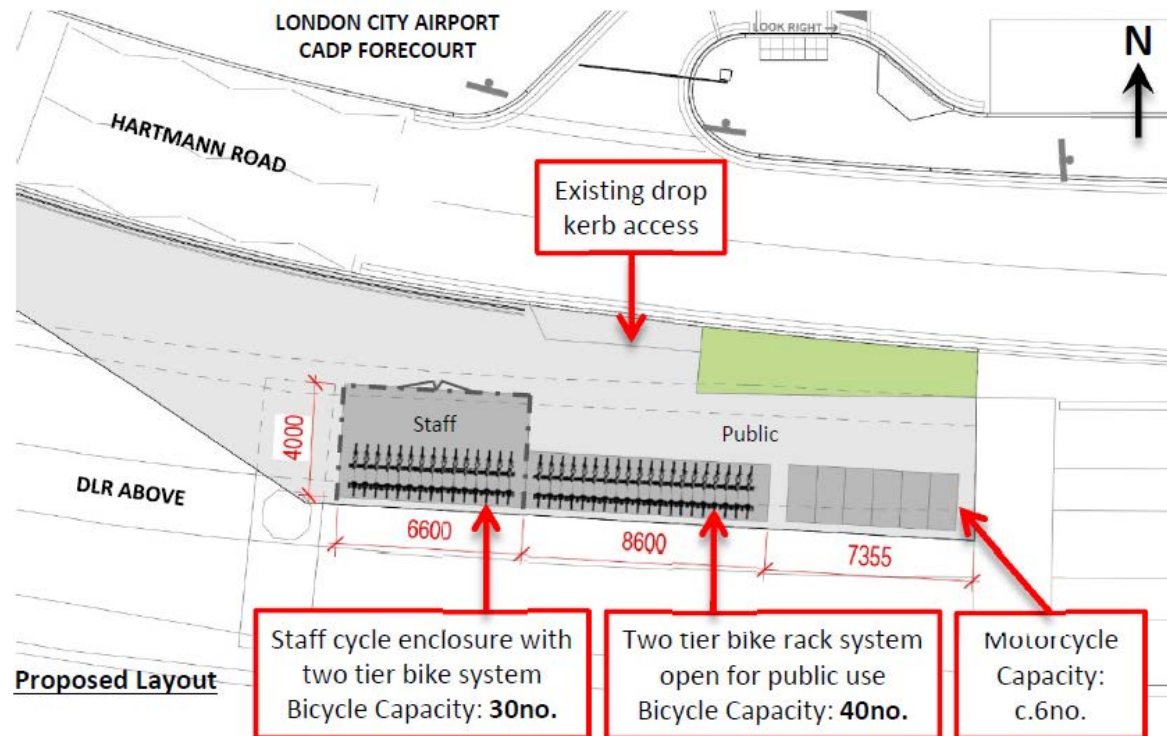 LONDON CITY AIRPORT
CADP FORECOURT
LOOK RIGHT →
N
HARTMANN ROAD
Existing drop
kerb access
Staff
Public
4000
DLR ABOVE
6600
8600
7355
Staff cycle enclosure with
two tier bike system
Bicycle Capacity: 30no.
Two tier bike rack system
open for public use
Bicycle Capacity: 40no.
Motorcycle
Capacity:
c.6no.
Proposed Layout